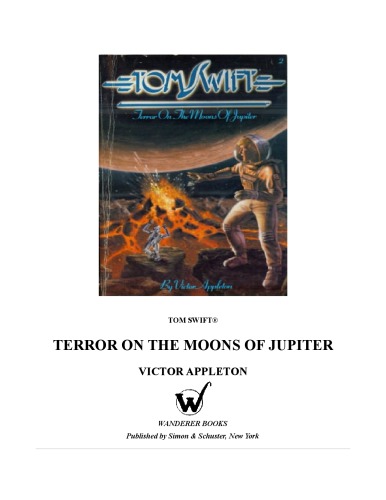 2
TOM SWIFT
Terror On The Moons Of Jupiter
By Victor Appleton
TOM SWIFT®
TERROR ON THE MOONS OF JUPITER
VICTOR APPLETON
W
WANDERER BOOKS
Published by Simon & Schuster, New York